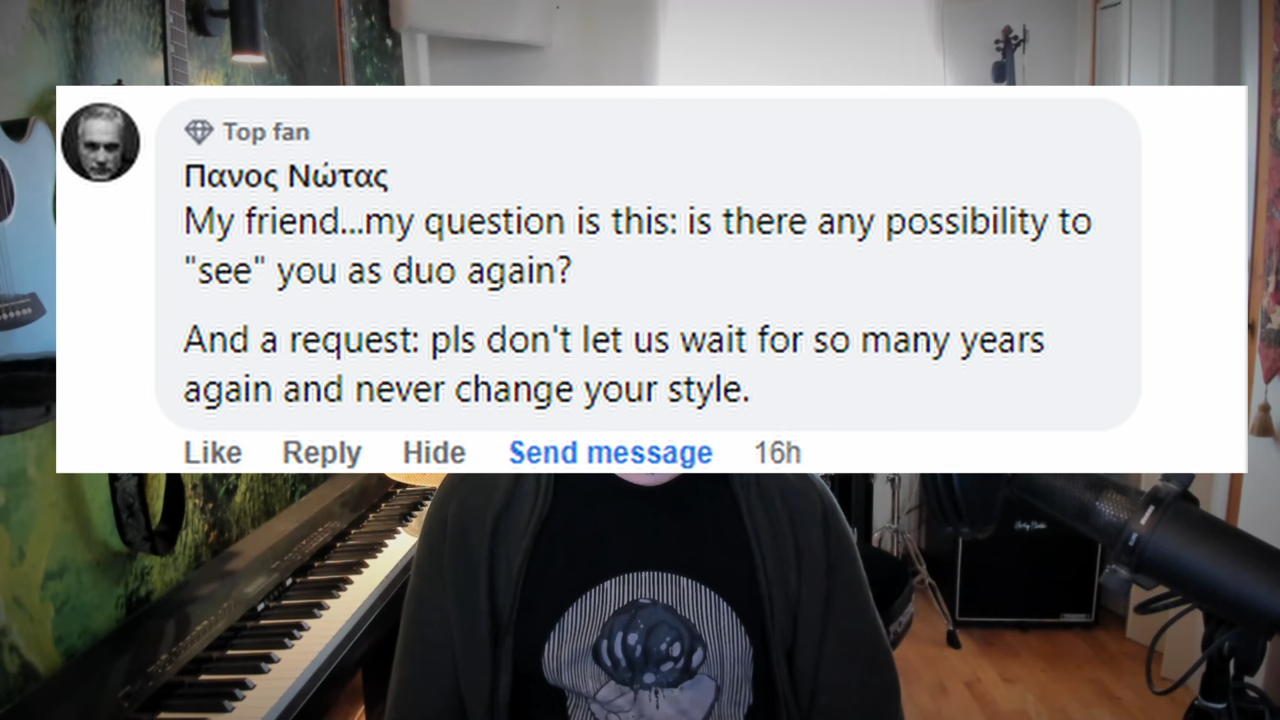 Top fan
Πανος Νώτας
My friend...my question is this: is there any possibility to
"see" you as duo again?
And a request: pls don't let us wait for so many years
again and never change your style.
Like Reply Hide Send message 16h